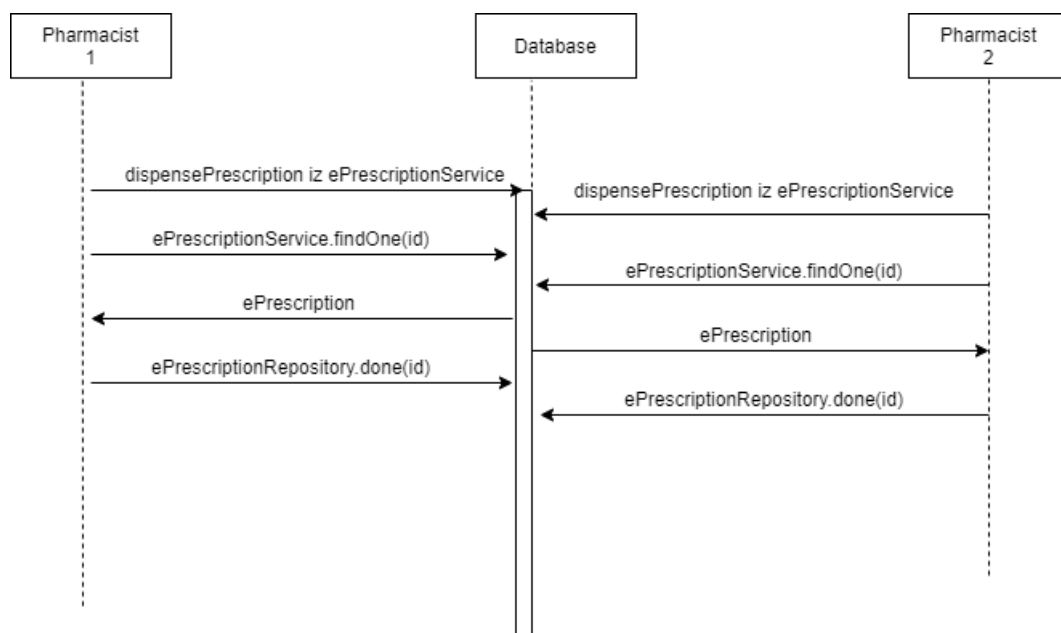 Pharmacist
1
Database
Pharmacist
2
dispensePrescription iz ePrescriptionService
dispensePrescription iz ePrescriptionService
ePrescriptionService.findOne(id)
ePrescriptionService.findOne(id)
ePrescription
ePrescription
ePrescriptionRepository.done(id)
ePrescriptionRepository.done(id)